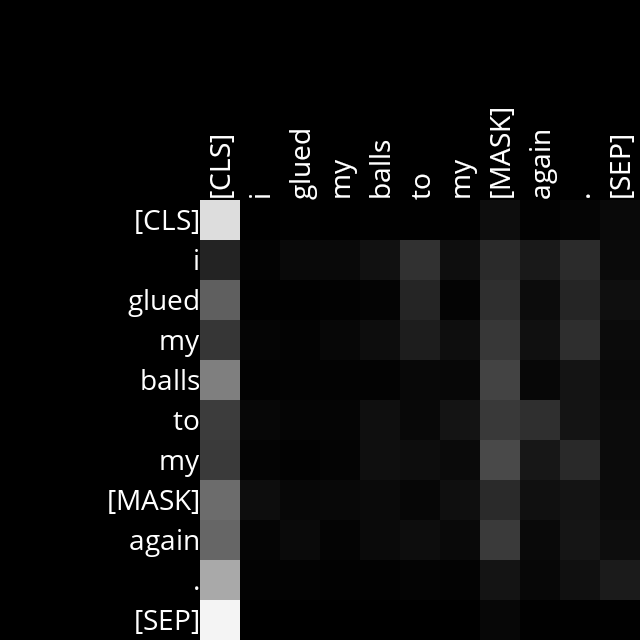 [CLS] i glued my balls to my [MASK] again . [SEP]
[CLS]
i
glued
my
balls
to
my
[MASK]
again
.
[SEP]